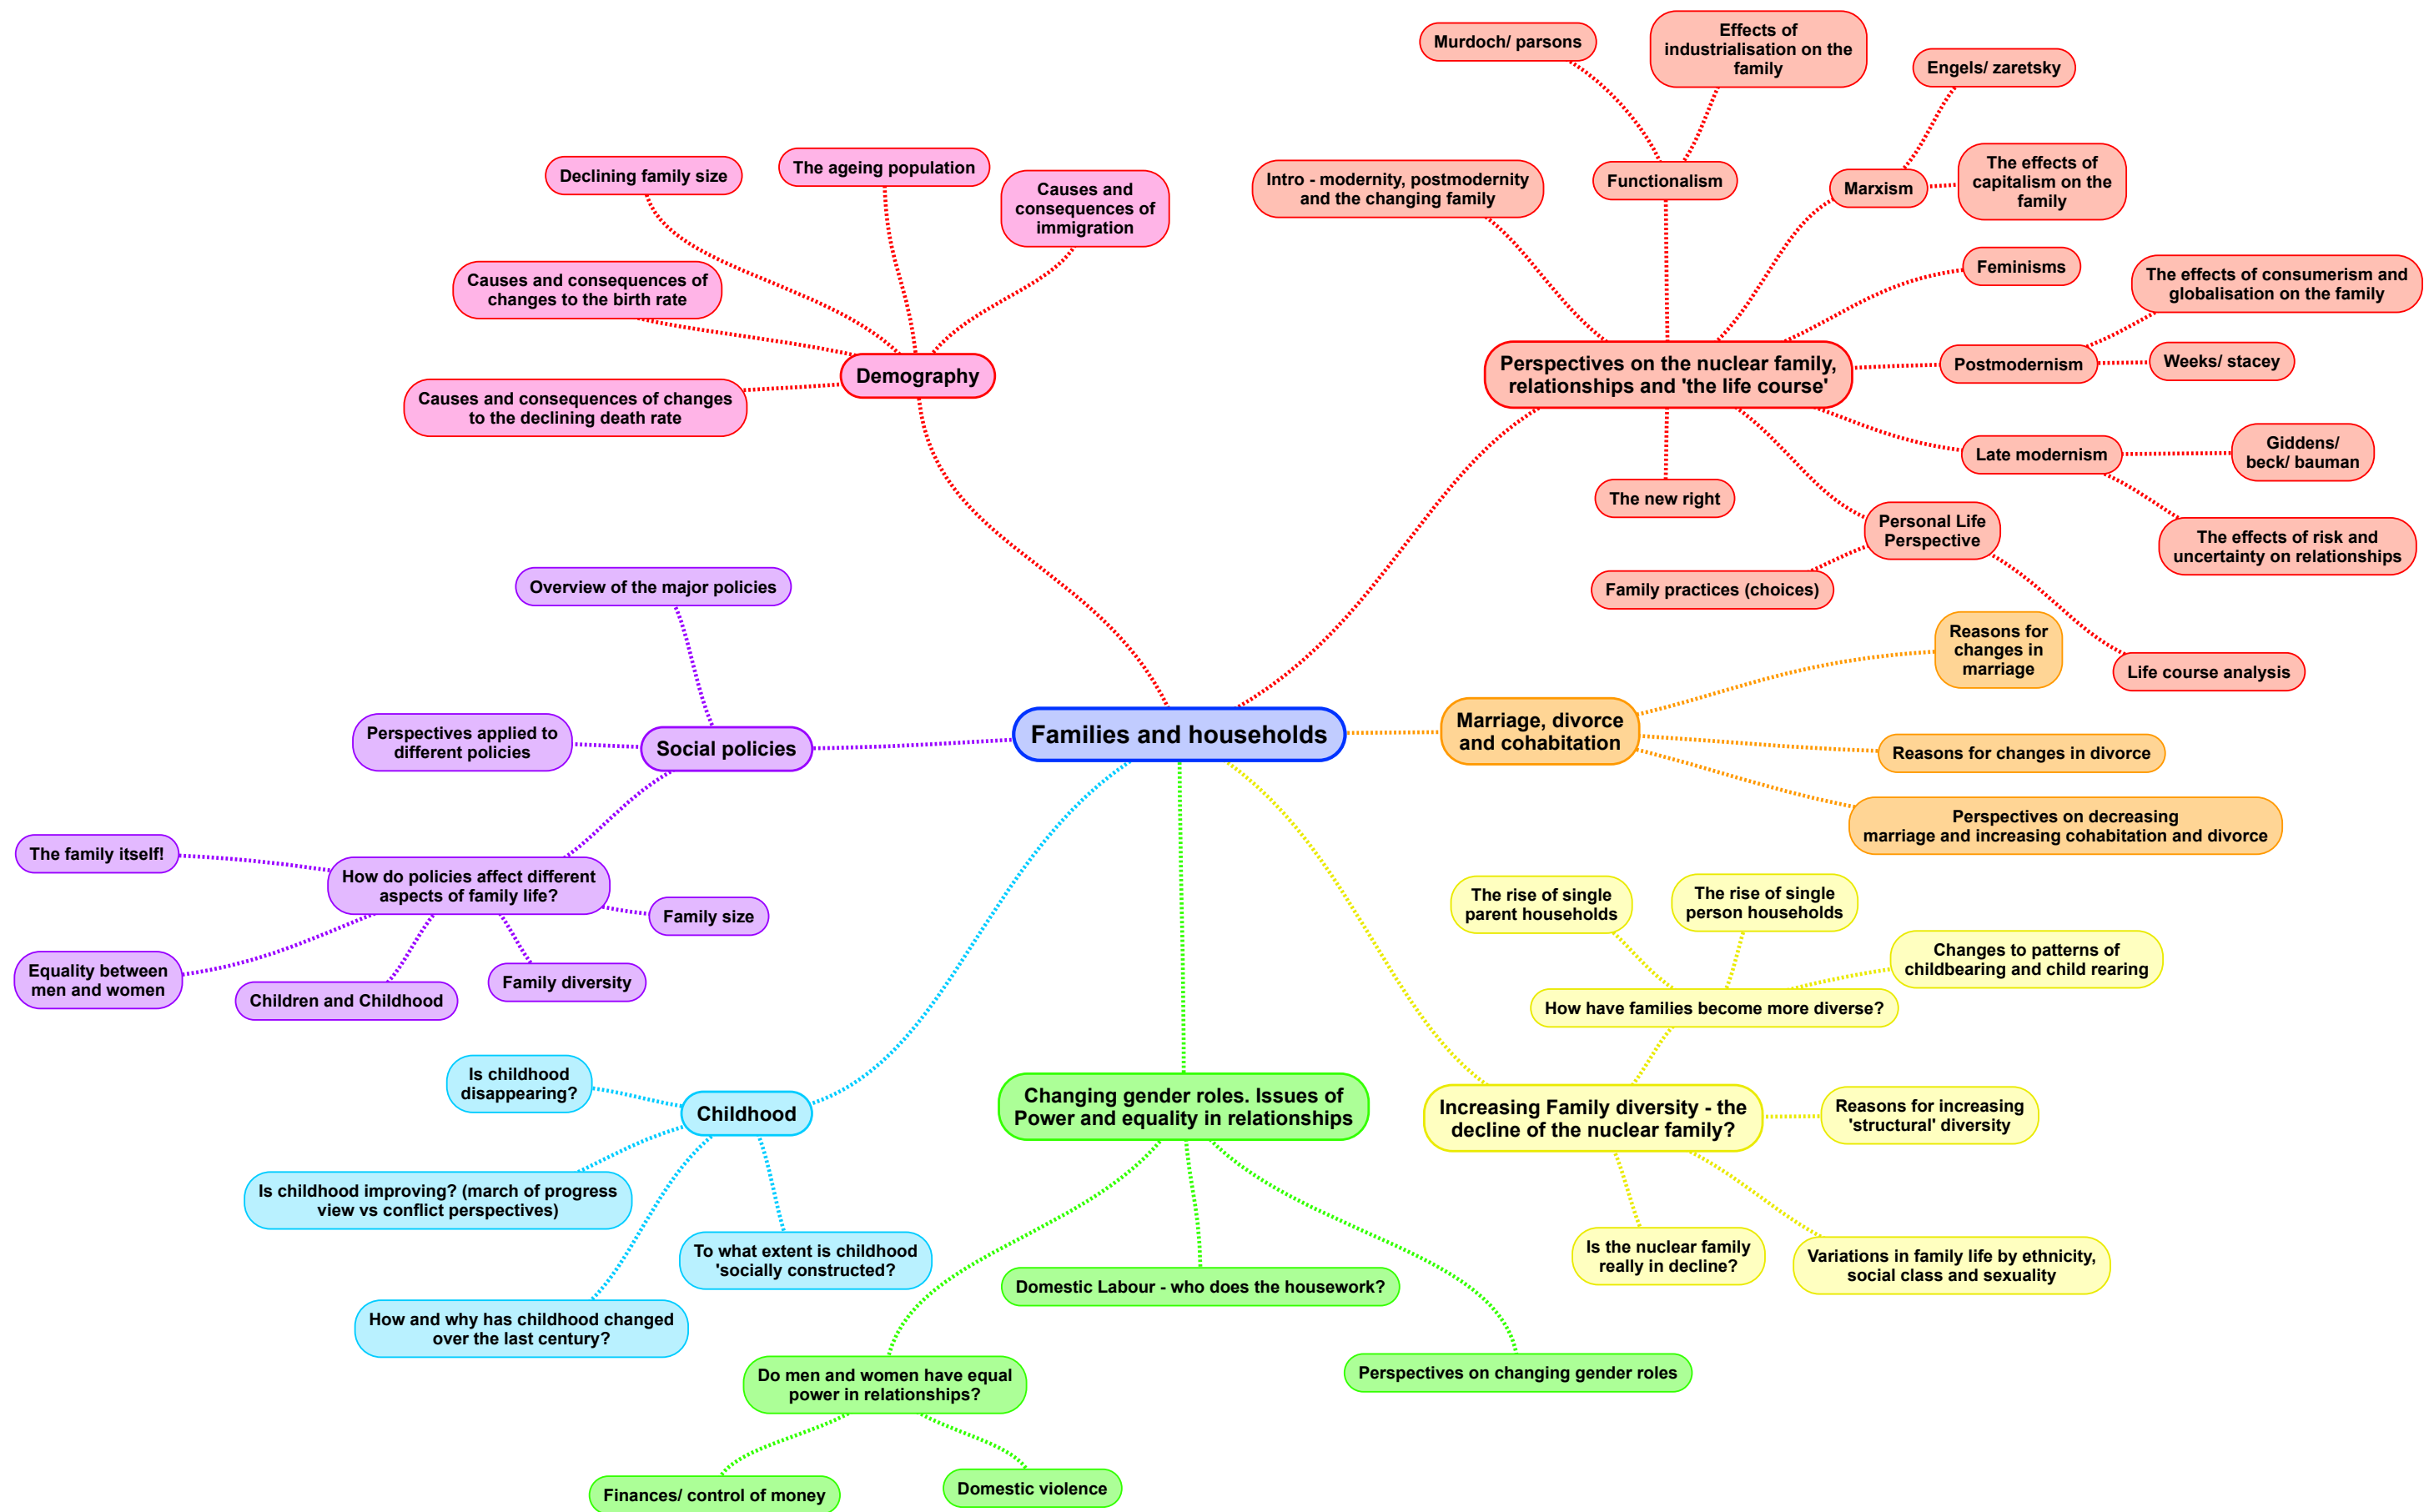 Families and households
Perspectives on the nuclear family,
relationships and 'the life course'
Intro - modernity, postmodernity
and the changing family
Functionalism
Murdoch/ parsons
Effects of
industrialisation on the
family
Marxism
Engels/ zaretsky
The effects of
capitalism on the
family
Feminisms
Postmodernism
The effects of consumerism and
globalisation on the family
Weeks/ stacey
Late modernism
Giddens/
beck/ bauman
The effects of risk and
uncertainty on relationships
Personal Life
Perspective
Family practices (choices)
Life course analysis
The new right
Marriage, divorce
and cohabitation
Reasons for
changes in
marriage
Reasons for changes in divorce
Perspectives on decreasing
marriage and increasing cohabitation and divorce
Increasing Family diversity - the
decline of the nuclear family?
How have families become more diverse?
The rise of single
parent households
The rise of single
person households
Changes to patterns of
childbearing and child rearing
Reasons for increasing
'structural' diversity
Variations in family life by ethnicity,
social class and sexuality
Is the nuclear family
really in decline?
Changing gender roles. Issues of
Power and equality in relationships
Perspectives on changing gender roles
Domestic Labour - who does the housework?
Do men and women have equal
power in relationships?
Domestic violence
Finances/ control of money
Childhood
To what extent is childhood
'socially constructed?
How and why has childhood changed
over the last century?
Is childhood improving? (march of progress
view vs conflict perspectives)
Is childhood
disappearing?
Social policies
Overview of the major policies
Perspectives applied to
different policies
How do policies affect different
aspects of family life?
The family itself!
Equality between
men and women
Children and Childhood
Family diversity
Family size
Demography
Causes and consequences of changes
to the declining death rate
Causes and consequences of
changes to the birth rate
Declining family size
The ageing population
Causes and
consequences of
immigration